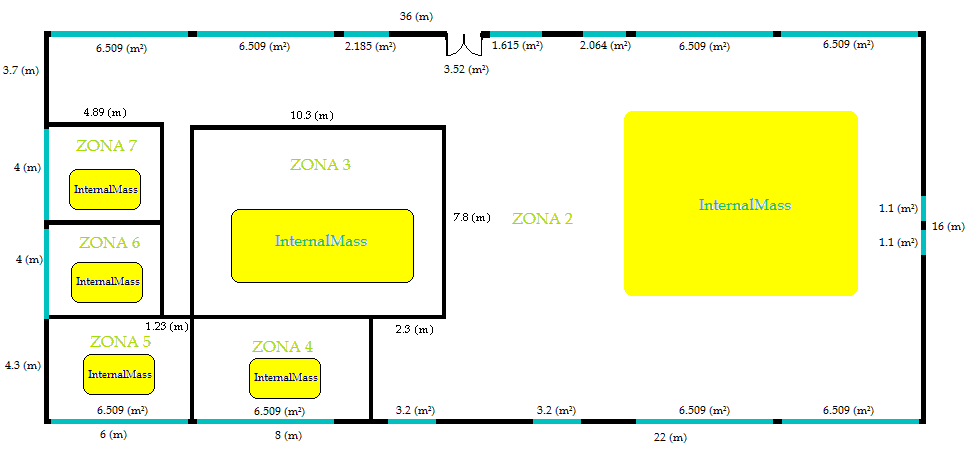 36 (m)
6.509 (m²)
6.509 (m²)
2.185 (m²)
1.615 (m²)
2.064 (m²)
6.509 (m²)
6.509 (m²)
3.7 (m)
3.52 (m²)
4.89 (m)
10.3 (m)
ZONA 7
ZONA 3
4 (m)
InternalMass
InternalMass
1.1 (m²)
7.8 (m)
ZONA 2
16 (m)
ZONA 6
InternalMass
1.1 (m²)
4 (m)
InternalMass
1.23 (m)
2.3 (m)
ZONA 5
ZONA 4
4.3 (m)
InternalMass
InternalMass
6.509 (m²)
6.509 (m²)
3.2 (m²)
3.2 (m²)
6.509 (m²)
6.509 (m²)
6 (m)
8 (m)
22 (m)